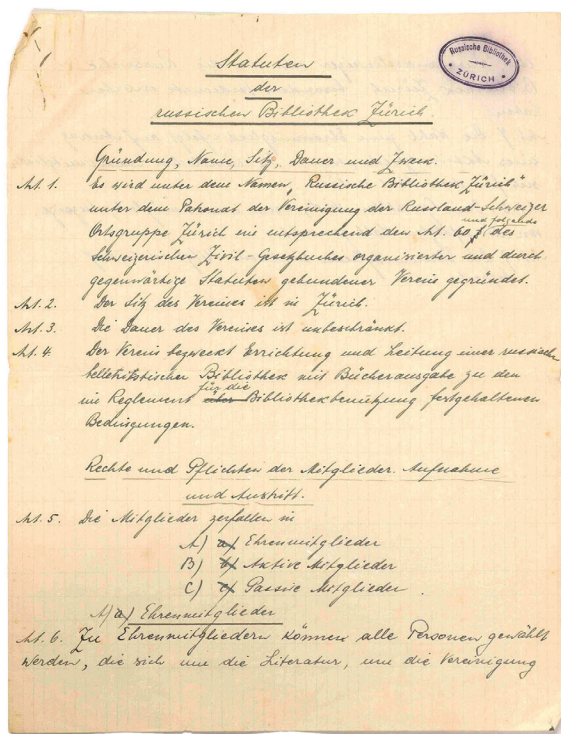 Russische Bibliothek
ZÜRICH
Statuten
der
russischen Bibliothek Zürich
Gründung, Name, Sitz, Dauer und Zweck.
Art. 1. Es wird unter dem Namen „Russische Bibliothek Zürich"
unter dem Patronat der Vereinigung der Russland-Schweizer
und folgende
Ortsgruppe Zürich ein entsprechend den Art. 60 des
Schweizerischen Zivil-Gesetzbuches organisierter und durch
gegenwärtige Statuten gebundener Verein gegründet.
Art. 2. Der Sitz des Vereines ist in Zürich.
Art. 3. Die Dauer des Vereines ist unbeschränkt.
Art. 4. Der Verein bezweckt Errichtung und Leitung einer russischen
belletristischen Bibliothek mit Bücherausgabe zu den
für die
im Reglement über Bibliothekbenützung festgehaltenen
Bedingungen.
Rechte und Pflichten der Mitglieder. Aufnahme
und Austritt.
Art. 5. Die Mitglieder zerfallen in
A) a) Ehrenmitglieder
B) b) Aktive Mitglieder
C) c) Passive Mitglieder.
A) a) Ehrenmitglieder
Art. 6. Zu Ehrenmitgliedern können alle Personen gewählt
werden, die sich um die Literatur, um die Vereinigung